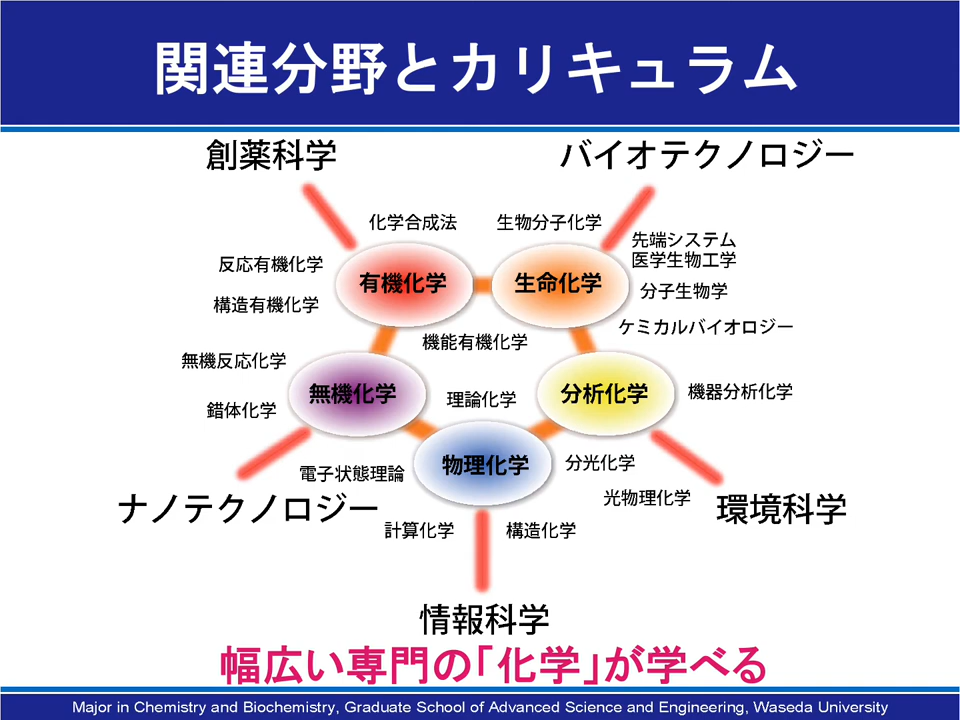 関連分野とカリキュラム
創薬科学
バイオテクノロジー
化学合成法
生物分子化学
先端システム
医学生物工学
反応有機化学
有機化学
生命化学
分子生物学
構造有機化学
ケミカルバイオロジー
機能有機化学
無機反応化学
無機化学
理論化学
分析化学
機器分析化学
錯体化学
物理化学
分光化学
電子状態理論
光物理化学
ナノテクノロジー
環境科学
計算化学
構造化学
情報科学
幅広い専門の「化学」が学べる
Major in Chemistry and Biochemistry, Graduate School of Advanced Science and Engineering, Waseda University